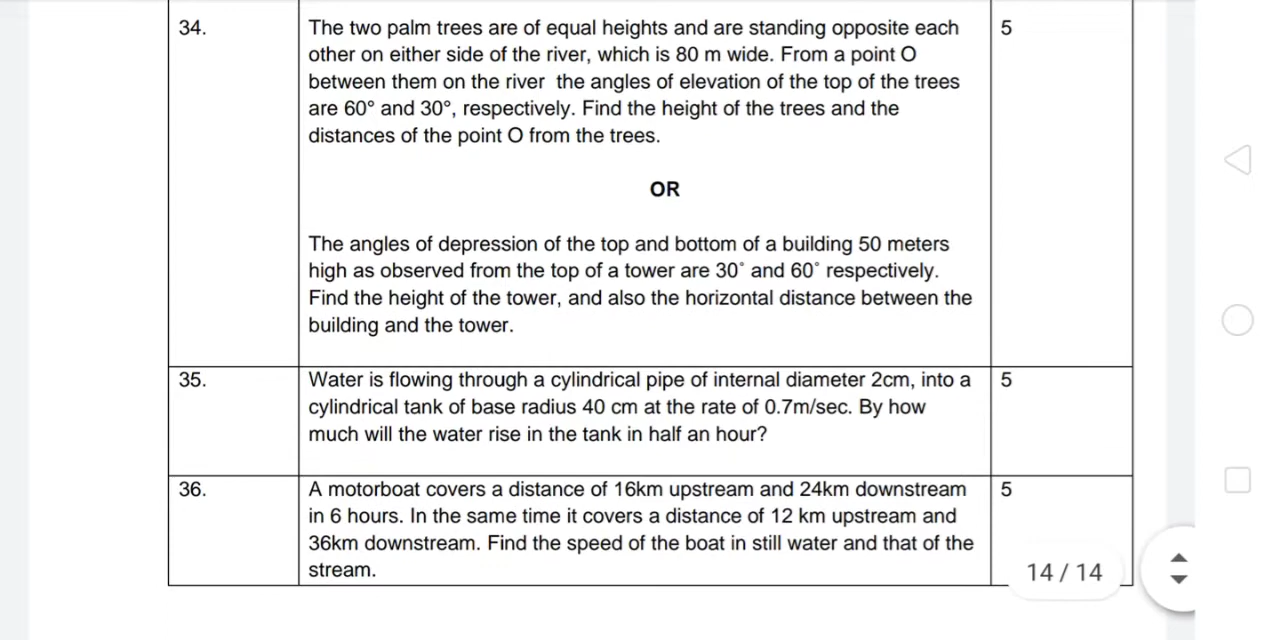 34.
The two palm trees are of equal heights and are standing opposite each
other on either side of the river, which is 80 m wide. From a point O
between them on the river  the angles of elevation of the top of the trees
are 60° and 30°, respectively. Find the height of the trees and the
distances of the point O from the trees.
OR
The angles of depression of the top and bottom of a building 50 meters
high as observed from the top of a tower are 30˚ and 60˚ respectively.
Find the height of the tower, and also the horizontal distance between the
building and the tower.
5
35.
Water is flowing through a cylindrical pipe of internal diameter 2cm, into a
cylindrical tank of base radius 40 cm at the rate of 0.7m/sec. By how
much will the water rise in the tank in half an hour?
5
36.
A motorboat covers a distance of 16km upstream and 24km downstream
in 6 hours. In the same time it covers a distance of 12 km upstream and
36km downstream. Find the speed of the boat in still water and that of the
stream.
5
14 / 14